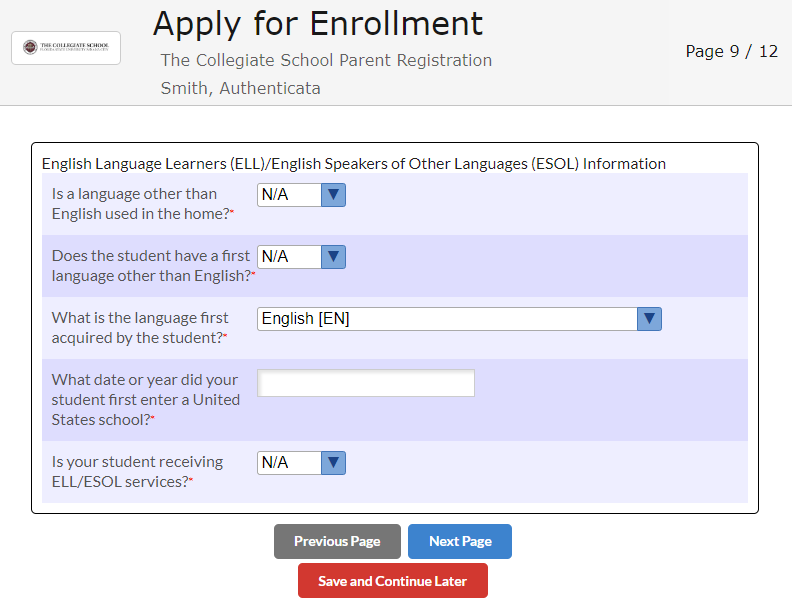 Apply for Enrollment
THE COLLEGIATE SCHOOL
The Collegiate School Parent Registration
Page 9 / 12
Smith, Authenticata
English Language Learners (ELL)/English Speakers of Other Languages (ESOL) Information
Is a language other than
English used in the home?*
N/A
Does the student have a first
language other than English?*
N/A
What is the language first
acquired by the student?*
English [EN]
What date or year did your
student first enter a United
States school?*
Is your student receiving
ELL/ESOL services?*
N/A
Previous Page
Next Page
Save and Continue Later